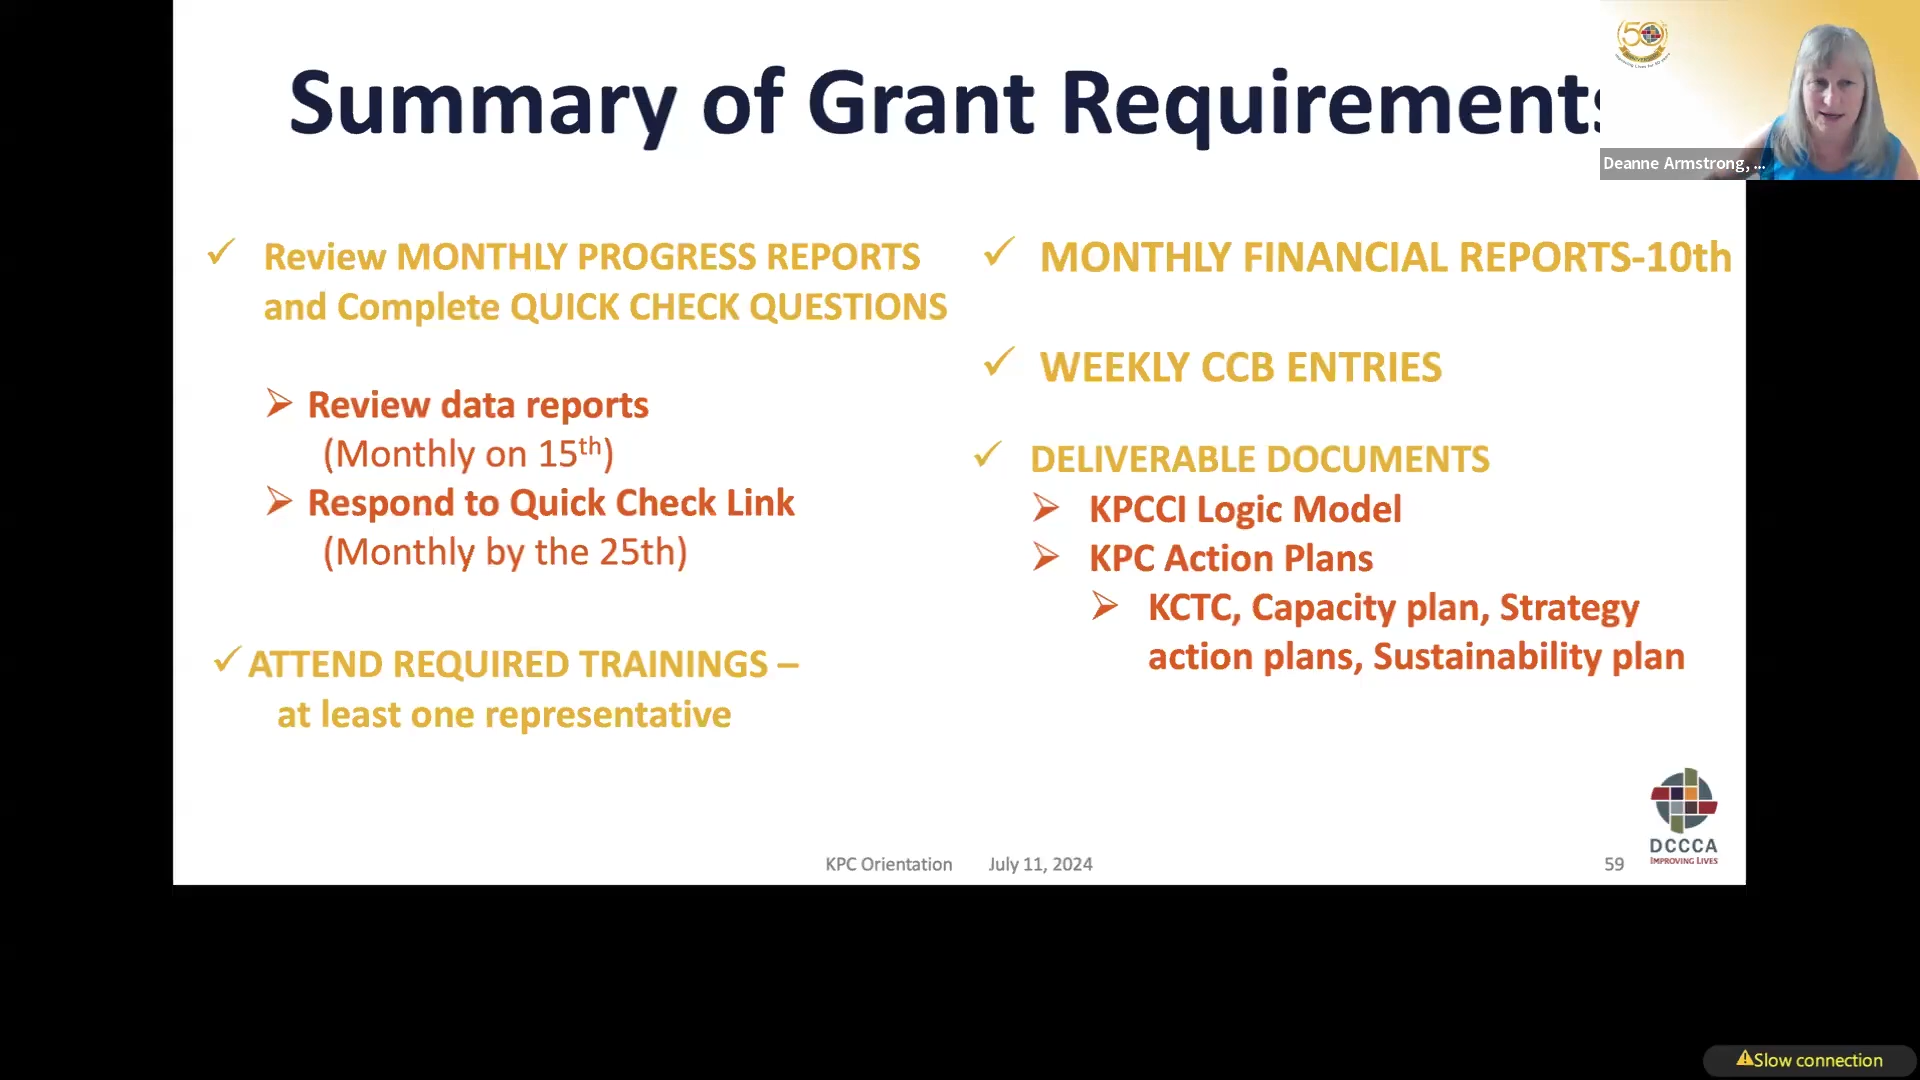 Summary of Grant Requirements
50
Deanne Armstrong, ...
✓ Review MONTHLY PROGRESS REPORTS
and Complete QUICK CHECK QUESTIONS
➢ Review data reports
(Monthly on 15th)
➢ Respond to Quick Check Link
(Monthly by the 25th)
✓ ATTEND REQUIRED TRAININGS –
at least one representative
✓ MONTHLY FINANCIAL REPORTS-10th
✓ WEEKLY CCB ENTRIES
✓ DELIVERABLE DOCUMENTS
➢ KPCCI Logic Model
➢ KPC Action Plans
➢ KCTC, Capacity plan, Strategy
action plans, Sustainability plan
DCCCA
IMPROVING LIVES
KPC Orientation July 11, 2024
59
Slow connection